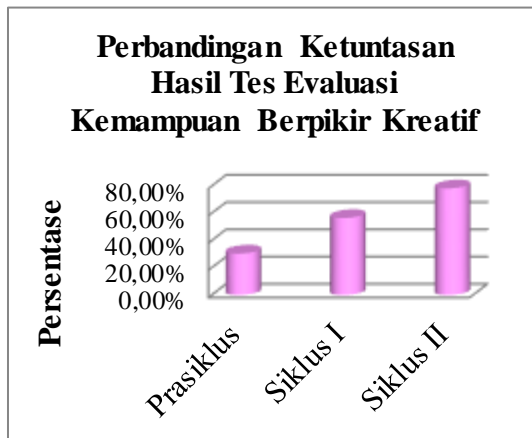 Perbandingan Ketuntasan
Hasil Tes Evaluasi
Kemampuan Berpikir Kreatif
Persentase
80,00%
60,00%
40,00%
20,00%
0,00%
Prasiklus
Siklus I
Siklus II